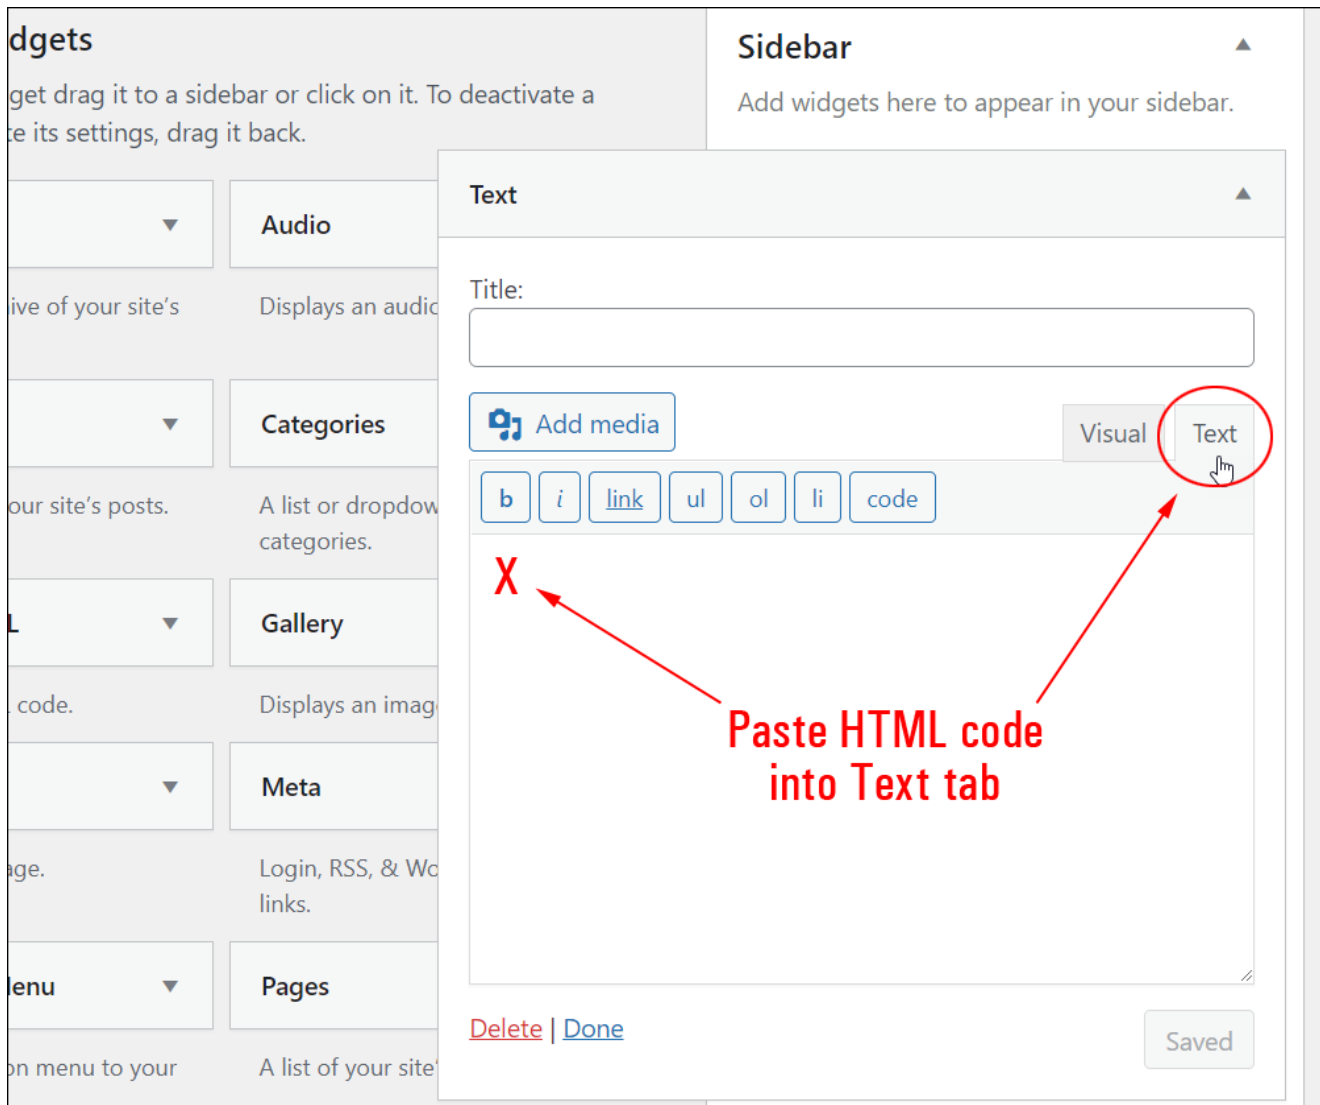 dgets
get drag it to a sidebar or click on it. To deactivate a
te its settings, drag it back.
Sidebar
Add widgets here to appear in your sidebar.
Audio
ive of your site's
Displays an audio
Categories
our site's posts.
A list or dropdow
categories.
L
Gallery
code.
Displays an imag
Meta
age.
Login, RSS, & Wo
links.
enu
Pages
on menu to your
A list of your site'
Text
Title:
Add media
Visual
Text
b
i
link
ul
ol
li
code
X
Paste HTML code
into Text tab
Delete | Done
Saved